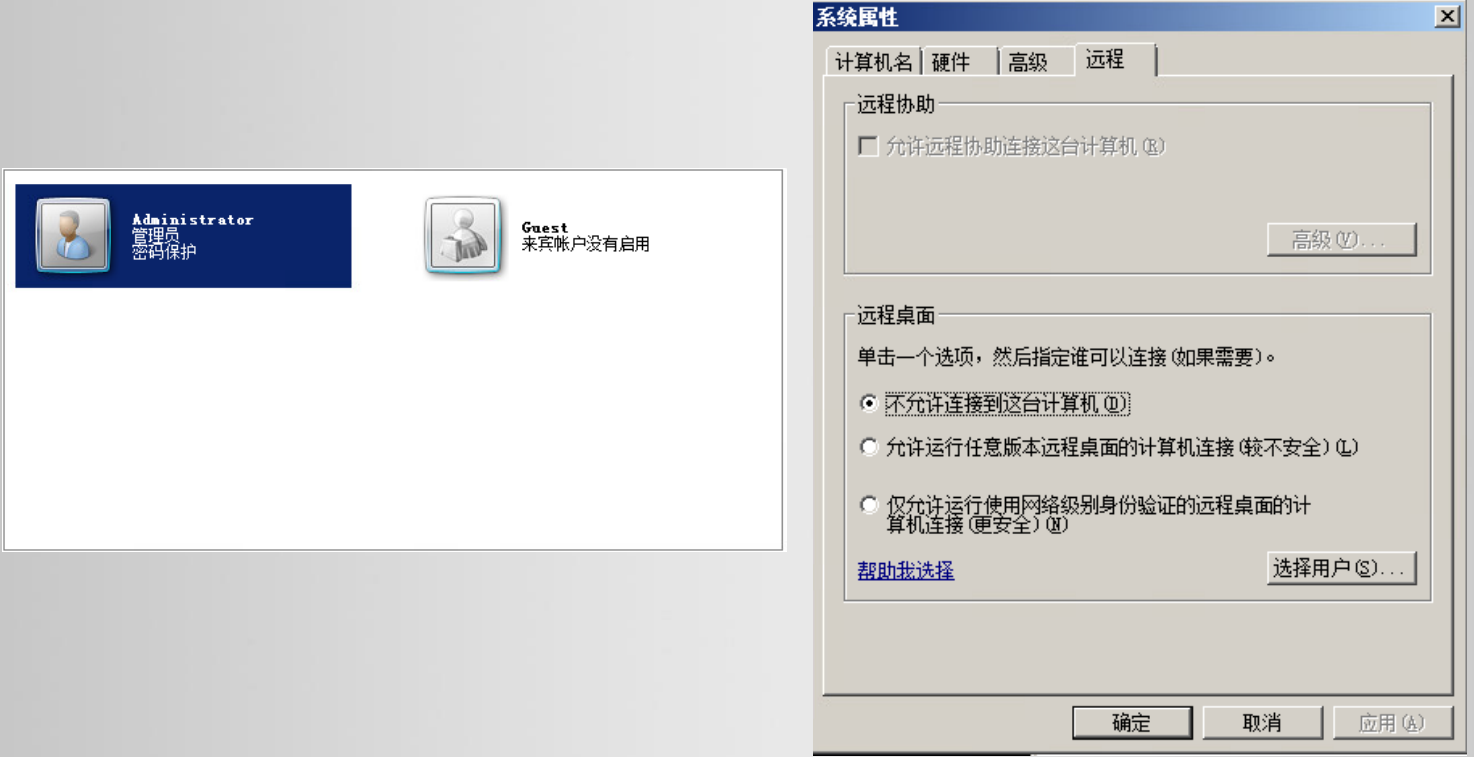 Administrator
管理员
密码保护
Guest
来宾帐户没有启用
系统属性
计算机名
硬件
高级
远程
远程协助
允许远程协助连接这台计算机(R)
高级(V)...
远程桌面
单击一个选项，然后指定谁可以连接(如果需要)。
不允许连接到这台计算机(D)
允许运行任意版本远程桌面的计算机连接(较不安全)(L)
仅允许运行使用网络级别身份验证的远程桌面的计
算机连接(更安全)(N)
帮助我选择
选择用户(S)...
确定
取消
应用(A)